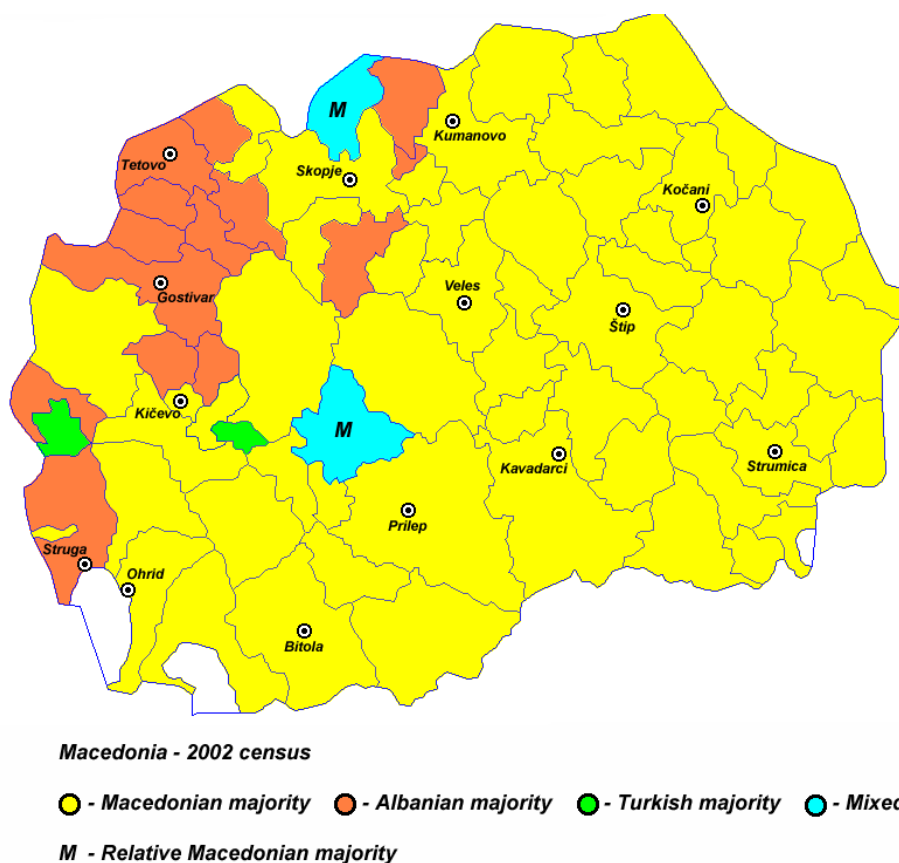 M
Kumanovo
Tetovo
Skopje
Kočani
Gostivar
Veles
Štip
Kičevo
M
Kavadarci
Strumica
Prilep
Struga
Ohrid
Bitola
Macedonia - 2002 census
- Macedonian majority - Albanian majority - Turkish majority - Mixed
M - Relative Macedonian majority